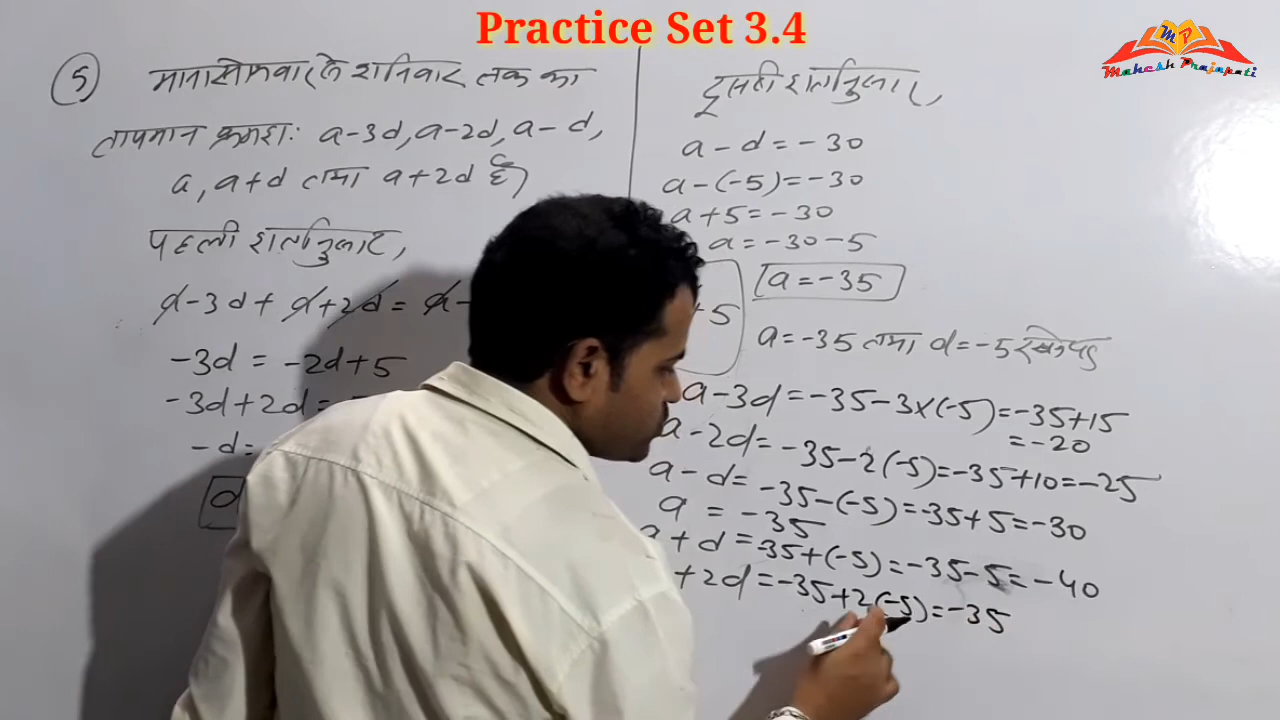 Practice Set 3.4
Mahesh Prajapati
5) माना सोमवार से शनिवार तक का
तापमान क्रमशः a-3d, a-2d, a-d,
a, a+d तथा a+2d है।
पहली शर्तानुसार,
a-3d + a+2d = a-
-3d = -2d+5
-3d+2d =
-d =
d
+5
दूसरी शर्तानुसार,
a-d = -30
a-(-5) = -30
a+5 = -30
a = -30-5
a = -35
a = -35 तथा d = -5 रखने पर
a-3d = -35-3×(-5) = -35+15
= -20
a-2d = -35-2(-5) = -35+10 = -25
a-d = -35-(-5) = -35+5 = -30
a = -35
+d = -35+(-5) = -35-5 = -40
+2d = -35+2(-5) = -35